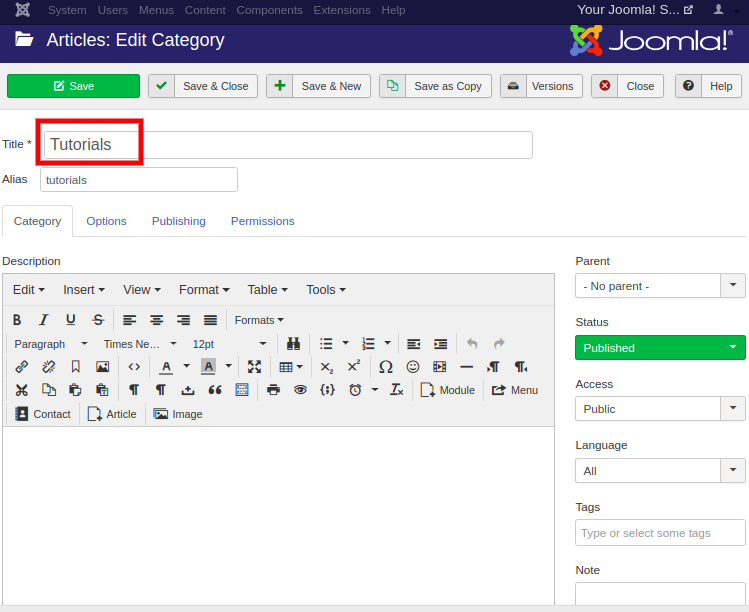 System Users Menus Content Components Extensions Help Your Joomla! S...
Articles: Edit Category Joomla!®
Save Save & Close Save & New Save as Copy Versions Close Help
Title * Tutorials
Alias tutorials
Category Options Publishing Permissions
Description
Edit Insert View Format Table Tools
B I U S Formats
Paragraph Times Ne... 12pt
Module Menu
Contact Article Image
Parent
- No parent -
Status
Published
Access
Public
Language
All
Tags
Type or select some tags
Note